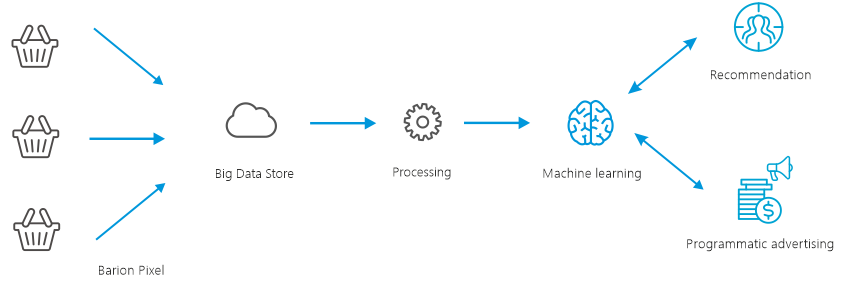 Recommendation
Big Data Store
Processing
Machine learning
Programmatic advertising
Barion Pixel